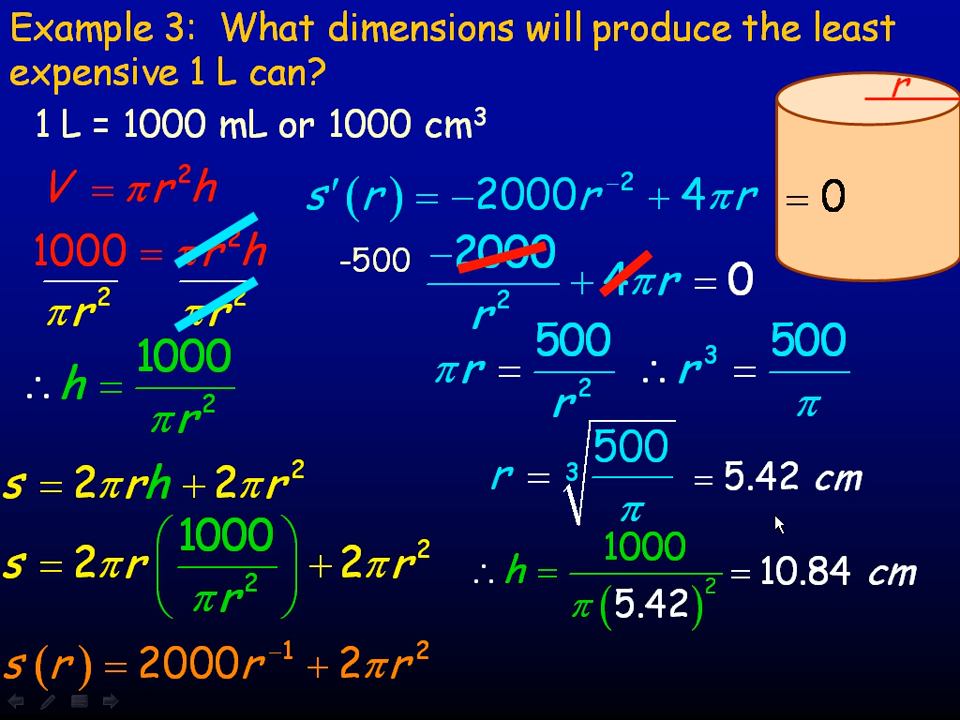 Example 3: What dimensions will produce the least
expensive 1 L can?
r
1 L = 1000 mL or 1000 cm³
V = πr²h
1000 = πr²h
πr² πr²
∴ h = 1000 / πr²
s = 2πrh + 2πr²
s = 2πr (1000 / πr²) + 2πr²
s(r) = 2000r⁻¹ + 2πr²
s′(r) = −2000r⁻² + 4πr = 0
-500 −2000 / r² + 4πr = 0
πr = 500 / r² ∴ r³ = 500 / π
r = ∛(500 / π) = 5.42 cm
∴ h = 1000 / π(5.42)² = 10.84 cm